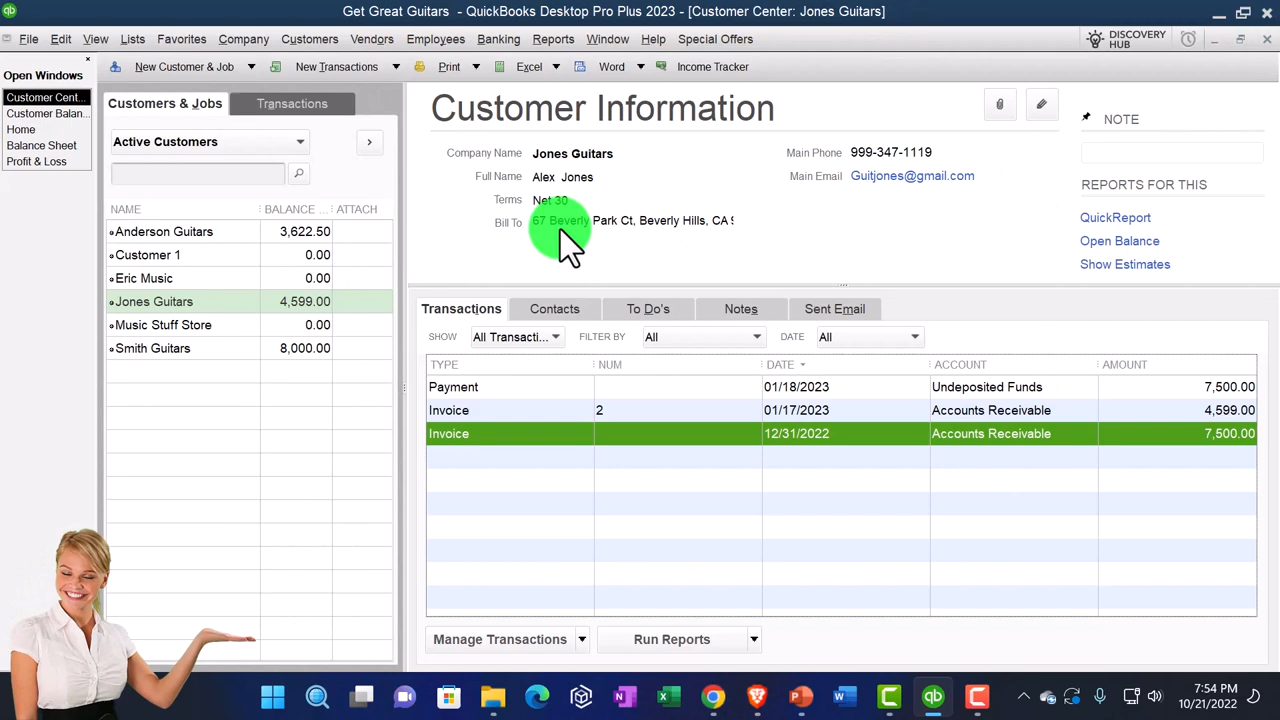 Get Great Guitars - QuickBooks Desktop Pro Plus 2023 - [Customer Center: Jones Guitars]
File Edit View Lists Favorites Company Customers Vendors Employees Banking Reports Window Help Special Offers
DISCOVERY HUB
Open Windows
Customer Cent...
Customer Balan...
Home
Balance Sheet
Profit & Loss
New Customer & Job New Transactions Print Excel Word Income Tracker
Customers & Jobs Transactions
Active Customers
NAME BALANCE ... ATTACH
Anderson Guitars 3,622.50
Customer 1 0.00
Eric Music 0.00
Jones Guitars 4,599.00
Music Stuff Store 0.00
Smith Guitars 8,000.00
Customer Information
Company Name Jones Guitars
Full Name Alex Jones
Terms Net 30
Bill To 67 Beverly Park Ct, Beverly Hills, CA
Main Phone 999-347-1119
Main Email Guitjones@gmail.com
NOTE
REPORTS FOR THIS
QuickReport
Open Balance
Show Estimates
Transactions Contacts To Do's Notes Sent Email
SHOW All Transacti... FILTER BY All DATE All
TYPE NUM DATE ACCOUNT AMOUNT
Payment 01/18/2023 Undeposited Funds 7,500.00
Invoice 2 01/17/2023 Accounts Receivable 4,599.00
Invoice 12/31/2022 Accounts Receivable 7,500.00
Manage Transactions Run Reports
7:54 PM
10/21/2022